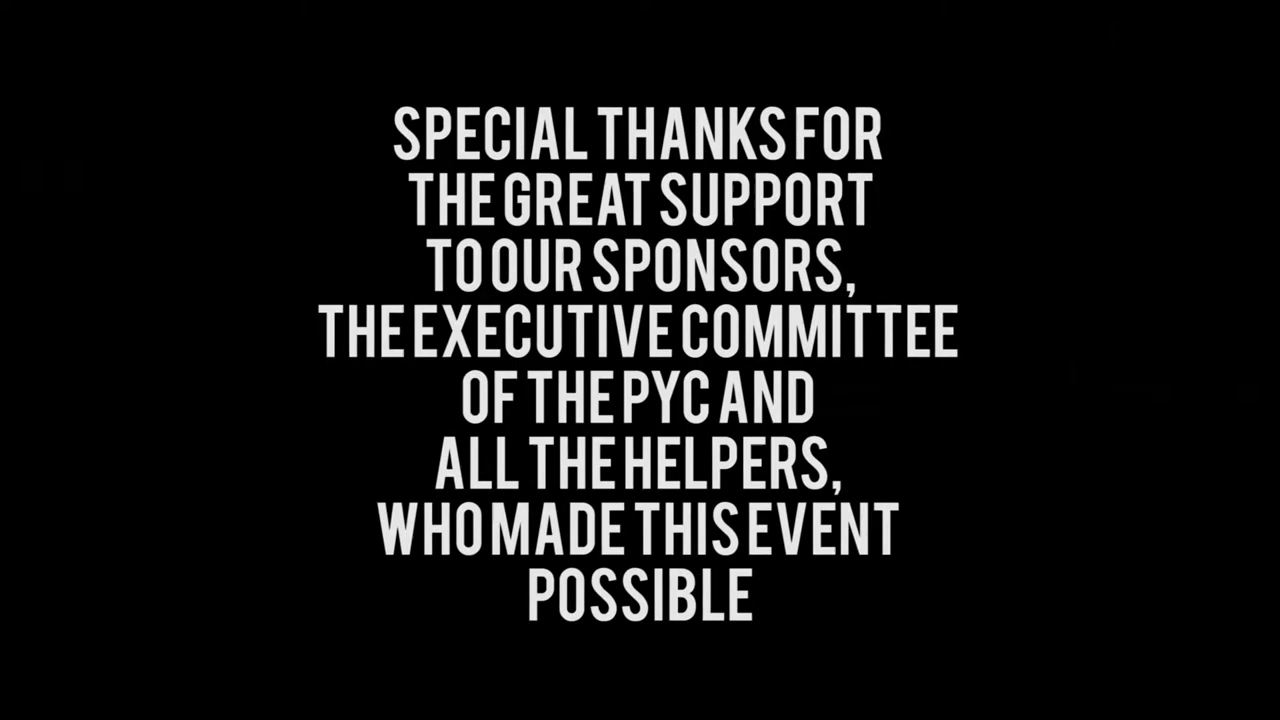 SPECIAL THANKS FOR
THE GREAT SUPPORT
TO OUR SPONSORS,
THE EXECUTIVE COMMITTEE
OF THE PYC AND
ALL THE HELPERS,
WHO MADE THIS EVENT
POSSIBLE